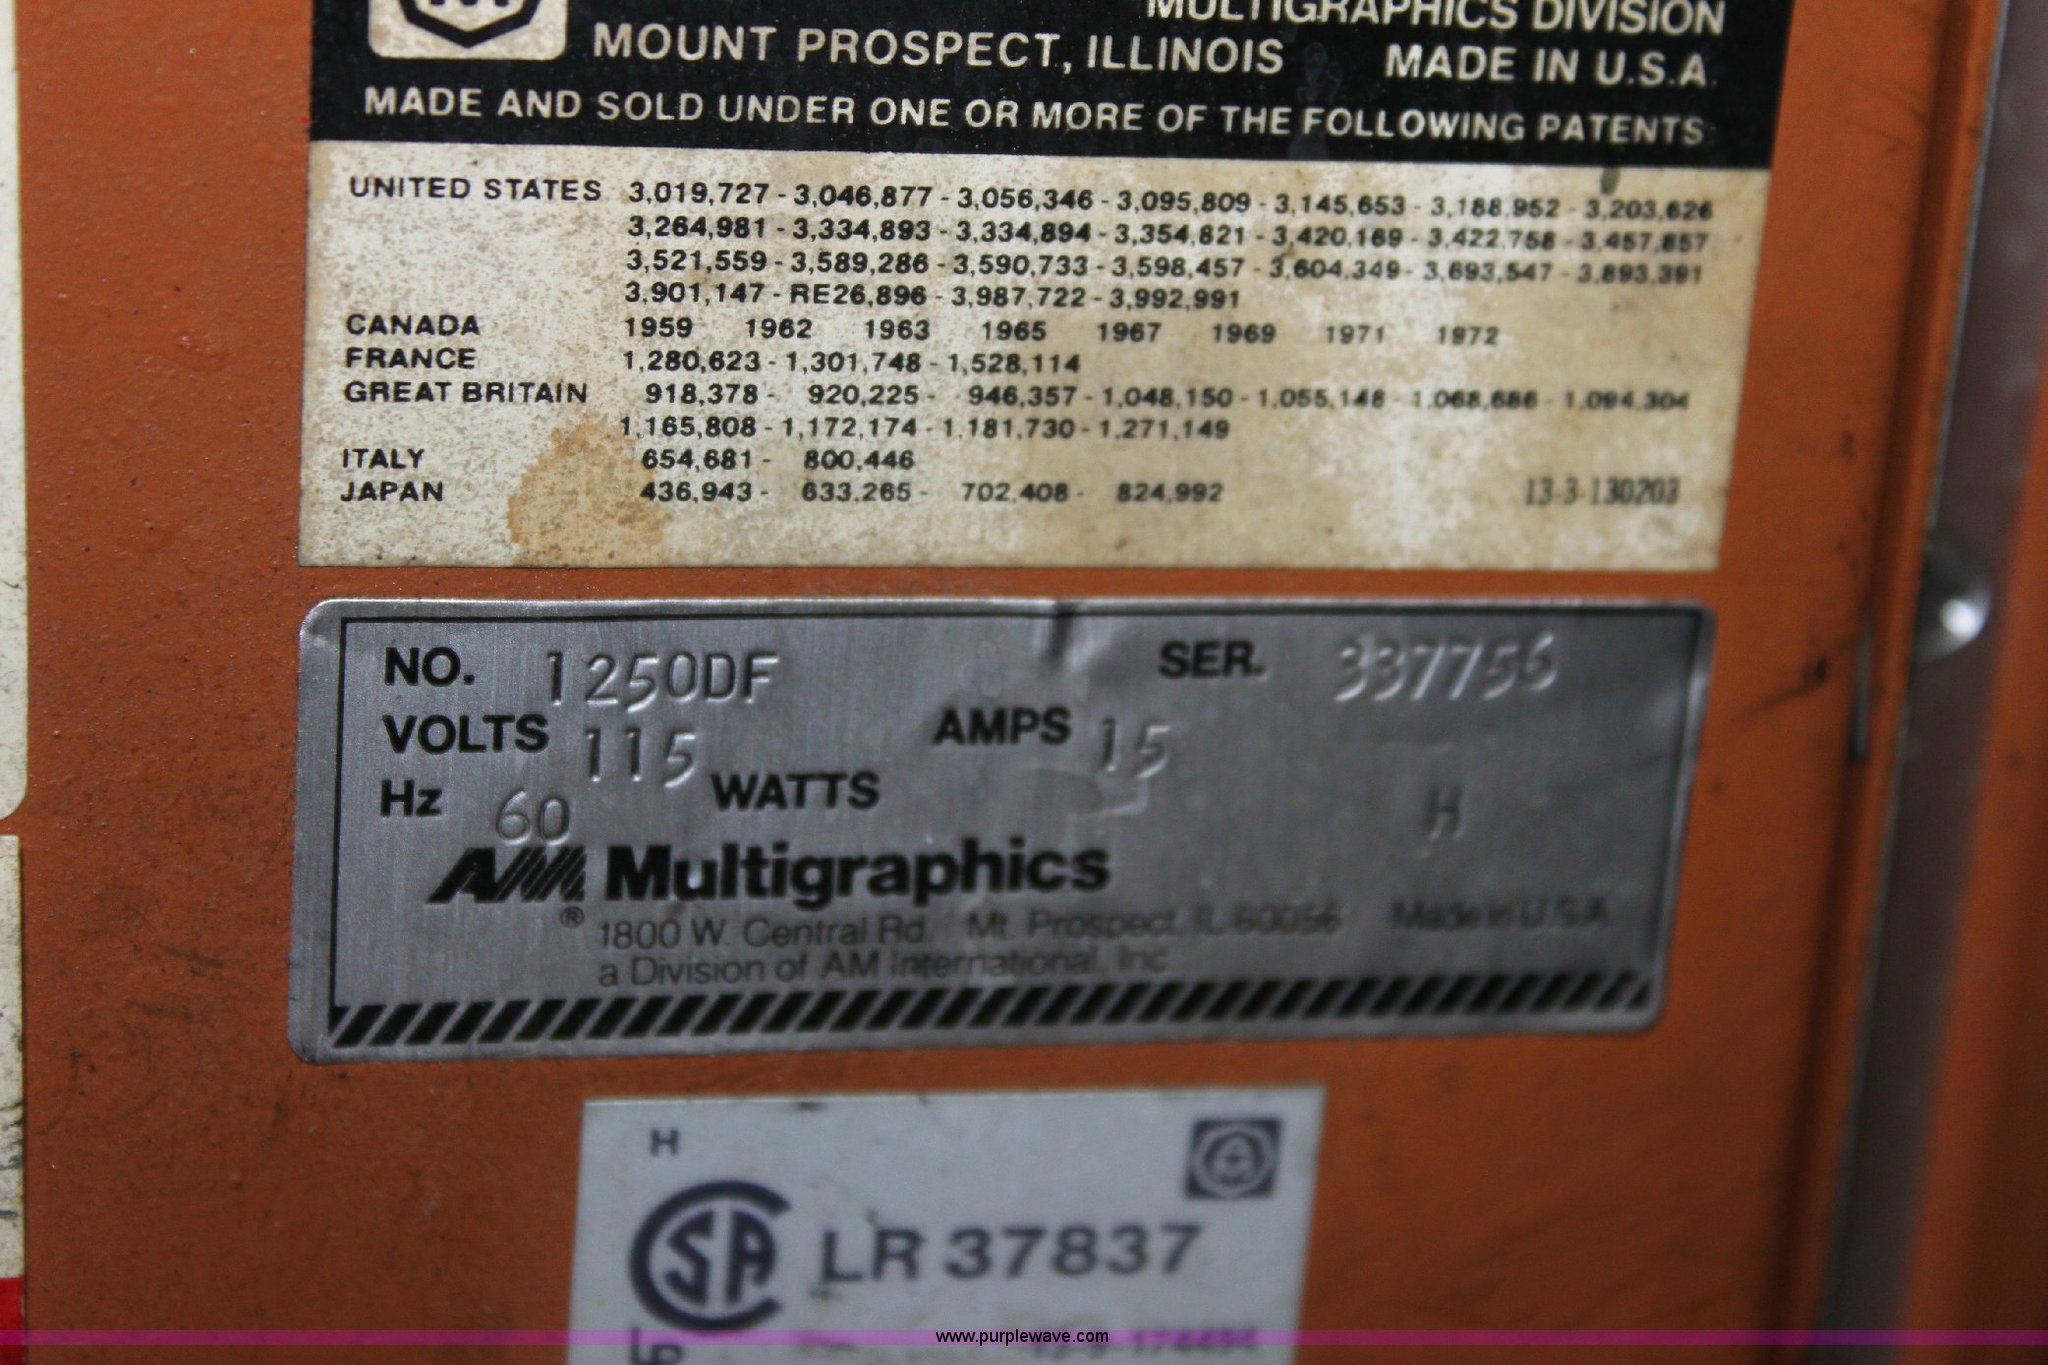 MULTIGRAPHICS DIVISION
MOUNT PROSPECT, ILLINOIS MADE IN U.S.A.
MADE AND SOLD UNDER ONE OR MORE OF THE FOLLOWING PATENTS
UNITED STATES 3,019,727 - 3,046,877 - 3,056,346 - 3,095,809 - 3,145,653 - 3,188,952 - 3,203,626
3,264,981 - 3,334,893 - 3,334,894 - 3,354,821 - 3,420,169 - 3,422,758 - 3,457,857
3,521,559 - 3,589,286 - 3,590,733 - 3,598,457 - 3,604,349 - 3,693,547 - 3,893,391
3,901,147 - RE26,896 - 3,987,722 - 3,992,991
CANADA 1959 1962 1963 1965 1967 1969 1971 1972
FRANCE 1,280,623 - 1,301,748 - 1,528,114
GREAT BRITAIN 918,378 - 920,225 - 946,357 - 1,048,150 - 1,055,148 - 1,068,686 - 1,094,304
1,165,808 - 1,172,174 - 1,181,730 - 1,271,149
ITALY 654,681 - 800,446
JAPAN 436,943 - 633,265 - 702,408 - 824,992 13-3-130203
NO. 1250DF SER. 337756
VOLTS 115 AMPS 15
Hz 60 WATTS H
AM Multigraphics
® 1800 W. Central Rd. Mt. Prospect, IL 60056 Made in U.S.A.
a Division of AM International, Inc.
H
CSA LR 37837
www.purplewave.com